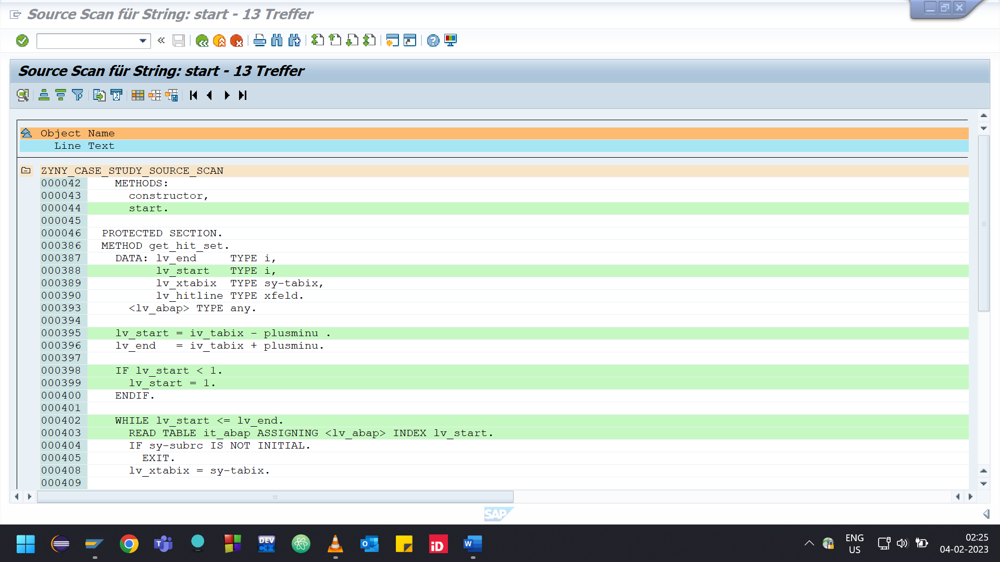 Source Scan für String: start - 13 Treffer
Source Scan für String: start - 13 Treffer
Object Name
Line Text
ZYNY_CASE_STUDY_SOURCE_SCAN
000042 METHODS:
000043 constructor,
000044 start.
000045
000046 PROTECTED SECTION.
000386 METHOD get_hit_set.
000387 DATA: lv_end TYPE i,
000388 lv_start TYPE i,
000389 lv_xtabix TYPE sy-tabix,
000390 lv_hitline TYPE xfeld.
000393 <lv_abap> TYPE any.
000394
000395 lv_start = iv_tabix - plusminu .
000396 lv_end = iv_tabix + plusminu.
000397
000398 IF lv_start < 1.
000399 lv_start = 1.
000400 ENDIF.
000401
000402 WHILE lv_start <= lv_end.
000403 READ TABLE it_abap ASSIGNING <lv_abap> INDEX lv_start.
000404 IF sy-subrc IS NOT INITIAL.
000405 EXIT.
000408 lv_xtabix = sy-tabix.
000409
SAP
T
DEV
C++
O
iD
W
ENG
US
02:25
04-02-2023